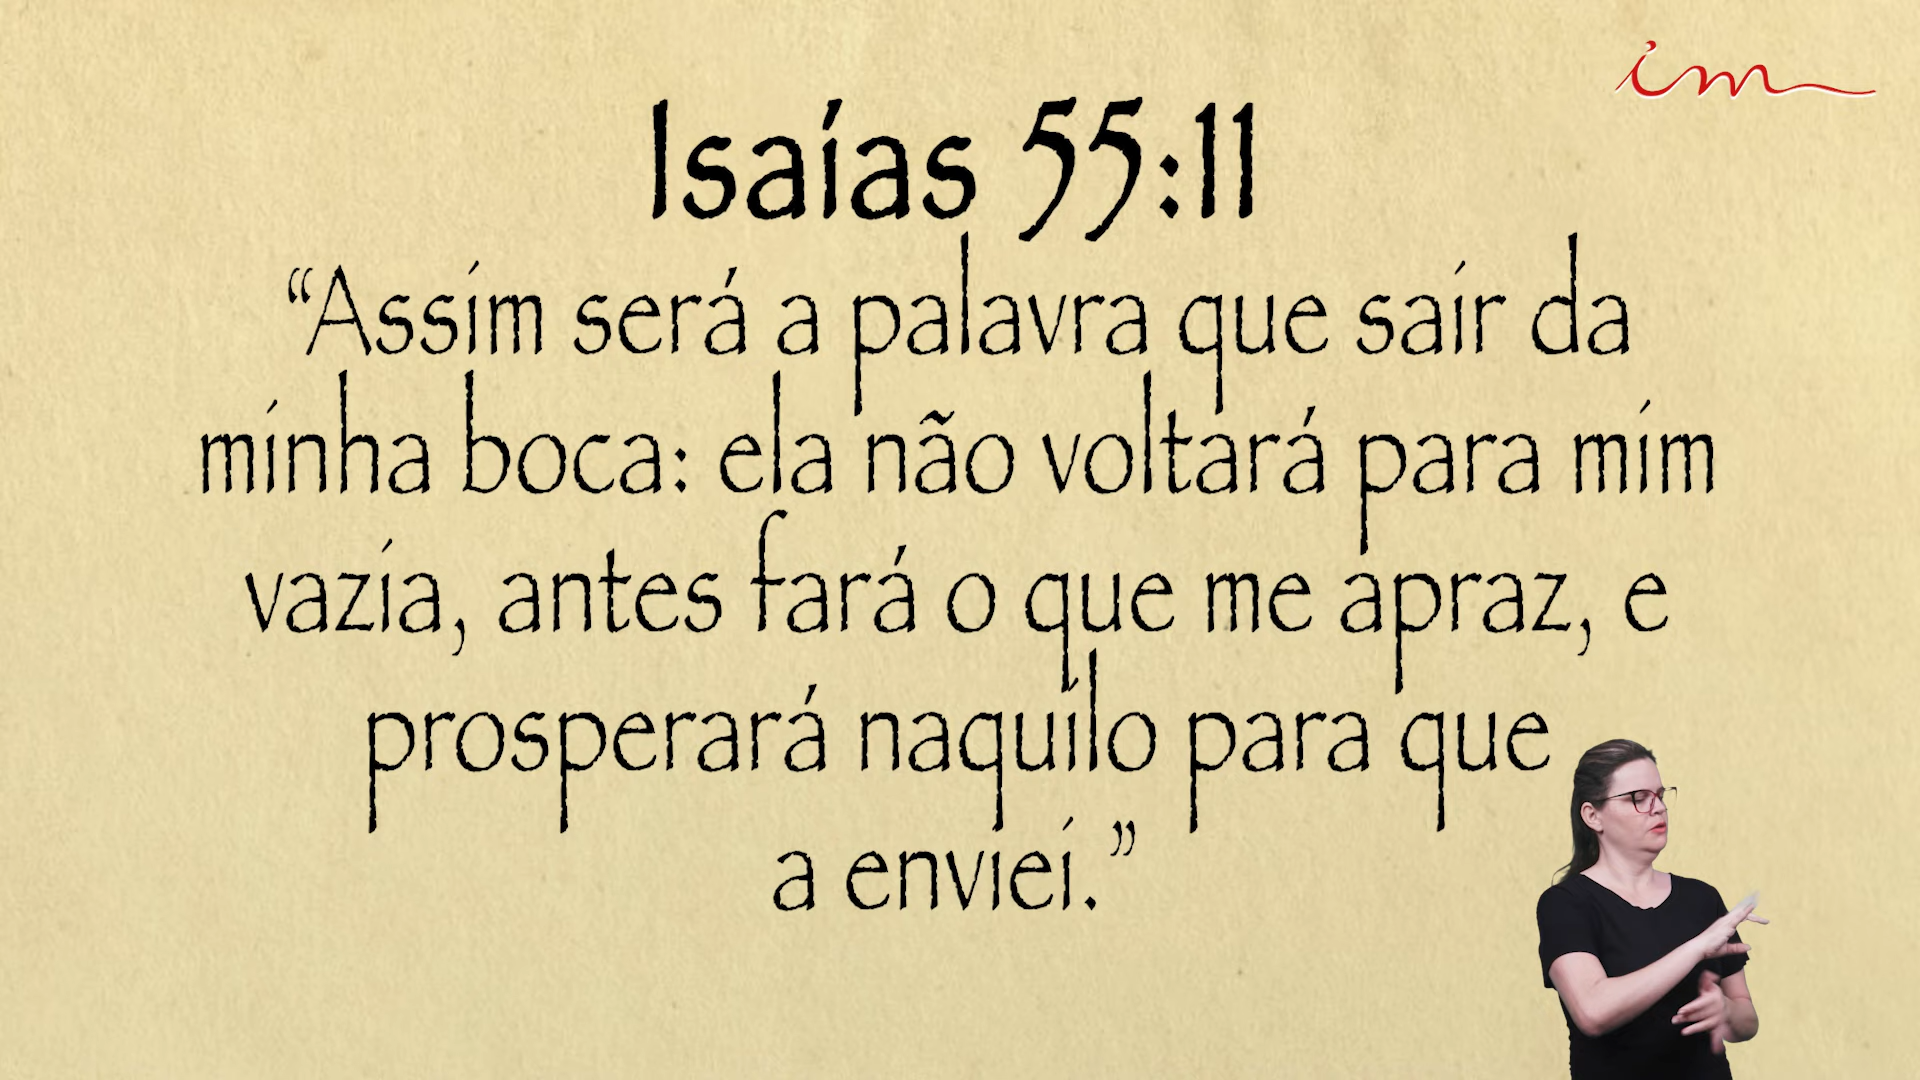 im
Isaías 55:11
“Assim será a palavra que sair da
minha boca: ela não voltará para mim
vazia, antes fará o que me apraz, e
prosperará naquilo para que
a enviei.”